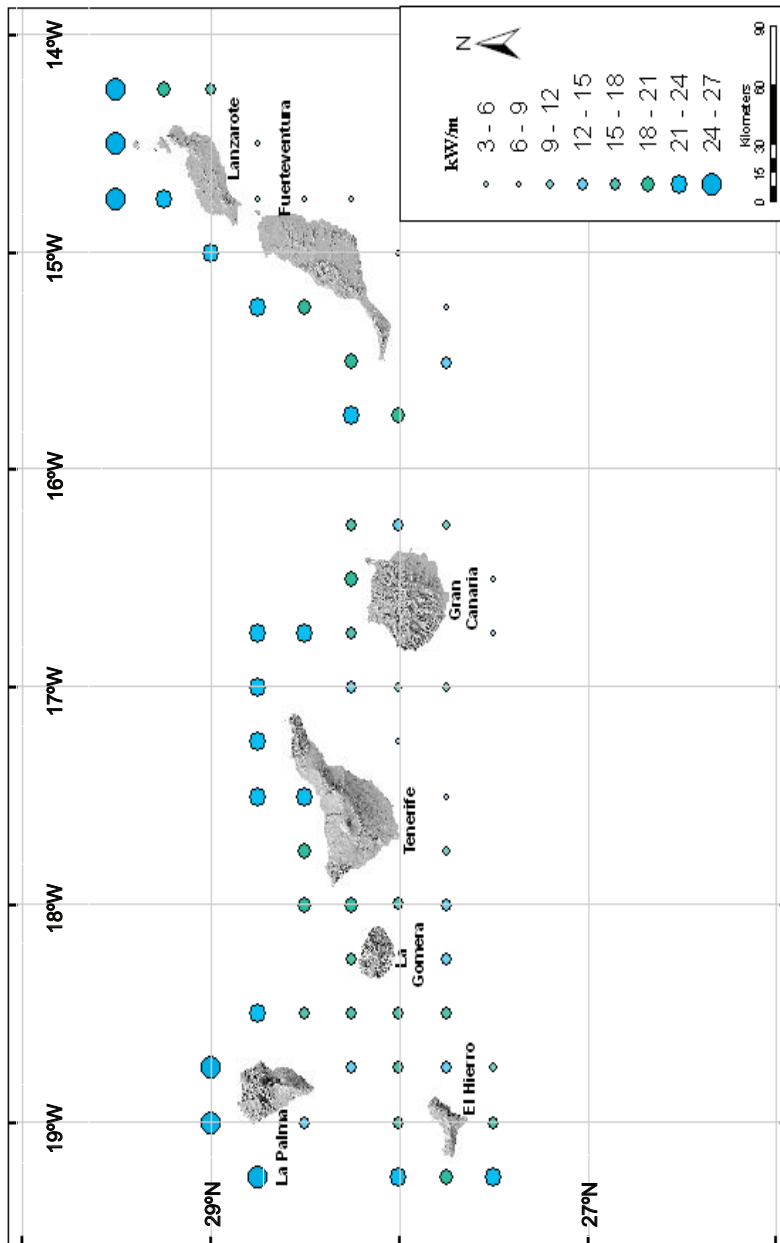 19ºW
18ºW
17ºW
16ºW
15ºW
14ºW
29ºN
27ºN
La Palma
El Hierro
La
Gomera
Tenerife
Gran
Canaria
Fuerteventura
Lanzarote
N
kW/m
3 - 6
6 - 9
9 - 12
12 - 15
15 - 18
18 - 21
21 - 24
24 - 27
Kilometers
0 15 30 60 90